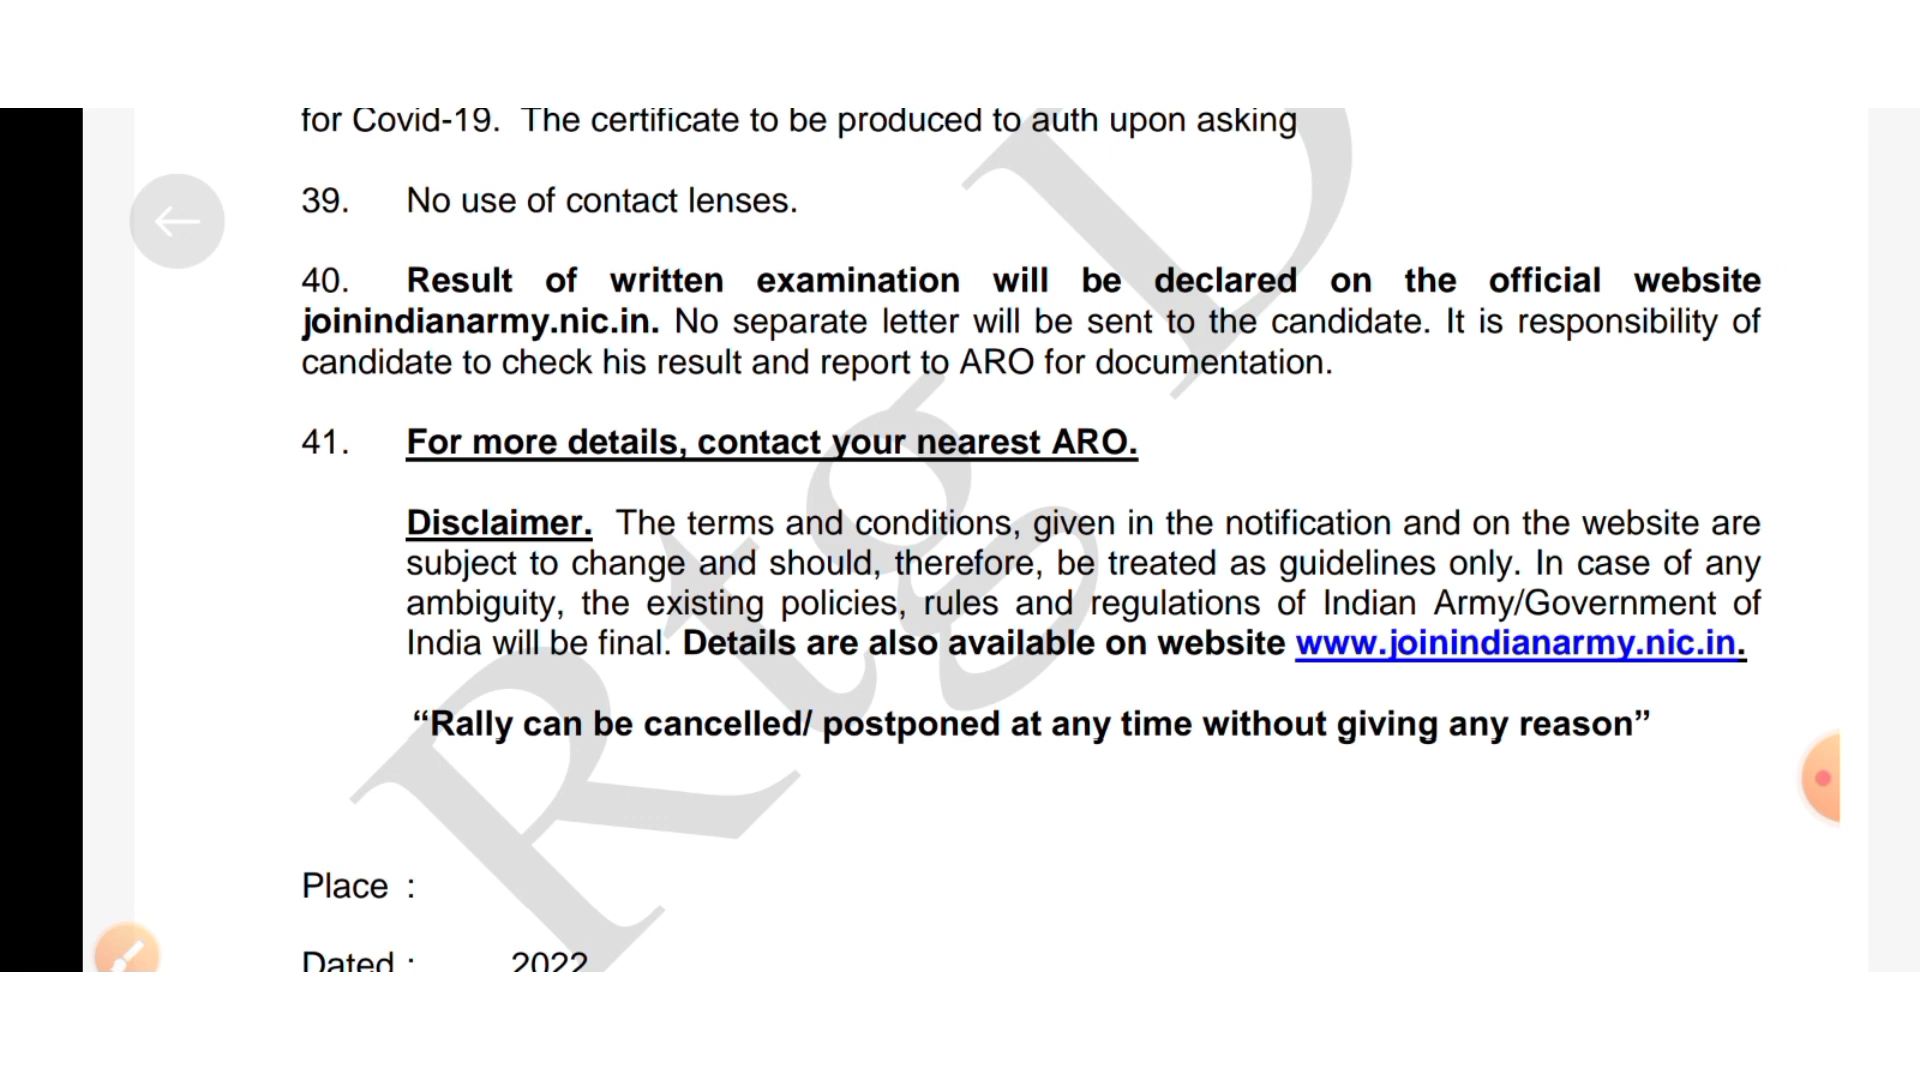 for Covid-19. The certificate to be produced to auth upon asking
39. No use of contact lenses.
40. Result of written examination will be declared on the official website
joinindianarmy.nic.in. No separate letter will be sent to the candidate. It is responsibility of
candidate to check his result and report to ARO for documentation.
41. For more details, contact your nearest ARO.
Disclaimer. The terms and conditions, given in the notification and on the website are
subject to change and should, therefore, be treated as guidelines only. In case of any
ambiguity, the existing policies, rules and regulations of Indian Army/Government of
India will be final. Details are also available on website www.joinindianarmy.nic.in.
“Rally can be cancelled/ postponed at any time without giving any reason”
Place :
Dated : 2022
Rtg